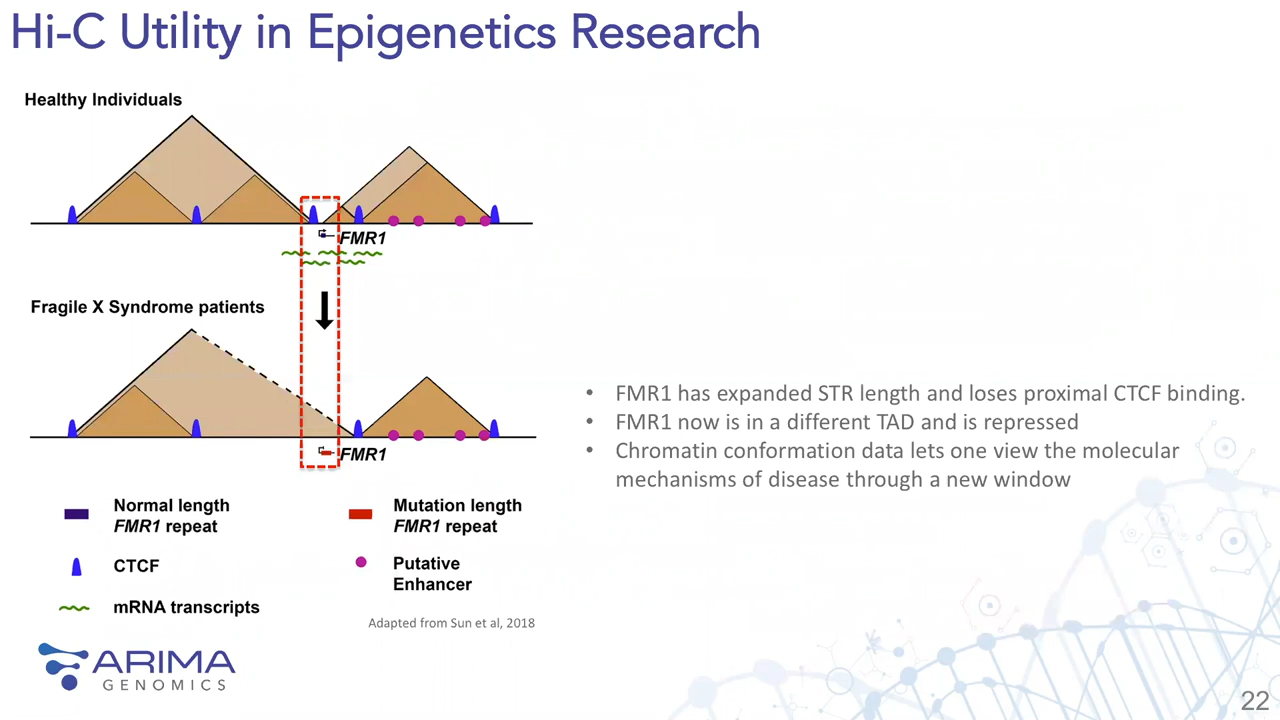 Hi-C Utility in Epigenetics Research
Healthy Individuals
FMR1
Fragile X Syndrome patients
FMR1
Normal length
FMR1 repeat
Mutation length
FMR1 repeat
CTCF
Putative
Enhancer
mRNA transcripts
Adapted from Sun et al, 2018
• FMR1 has expanded STR length and loses proximal CTCF binding.
• FMR1 now is in a different TAD and is repressed
• Chromatin conformation data lets one view the molecular
mechanisms of disease through a new window
ARIMA
GENOMICS
22